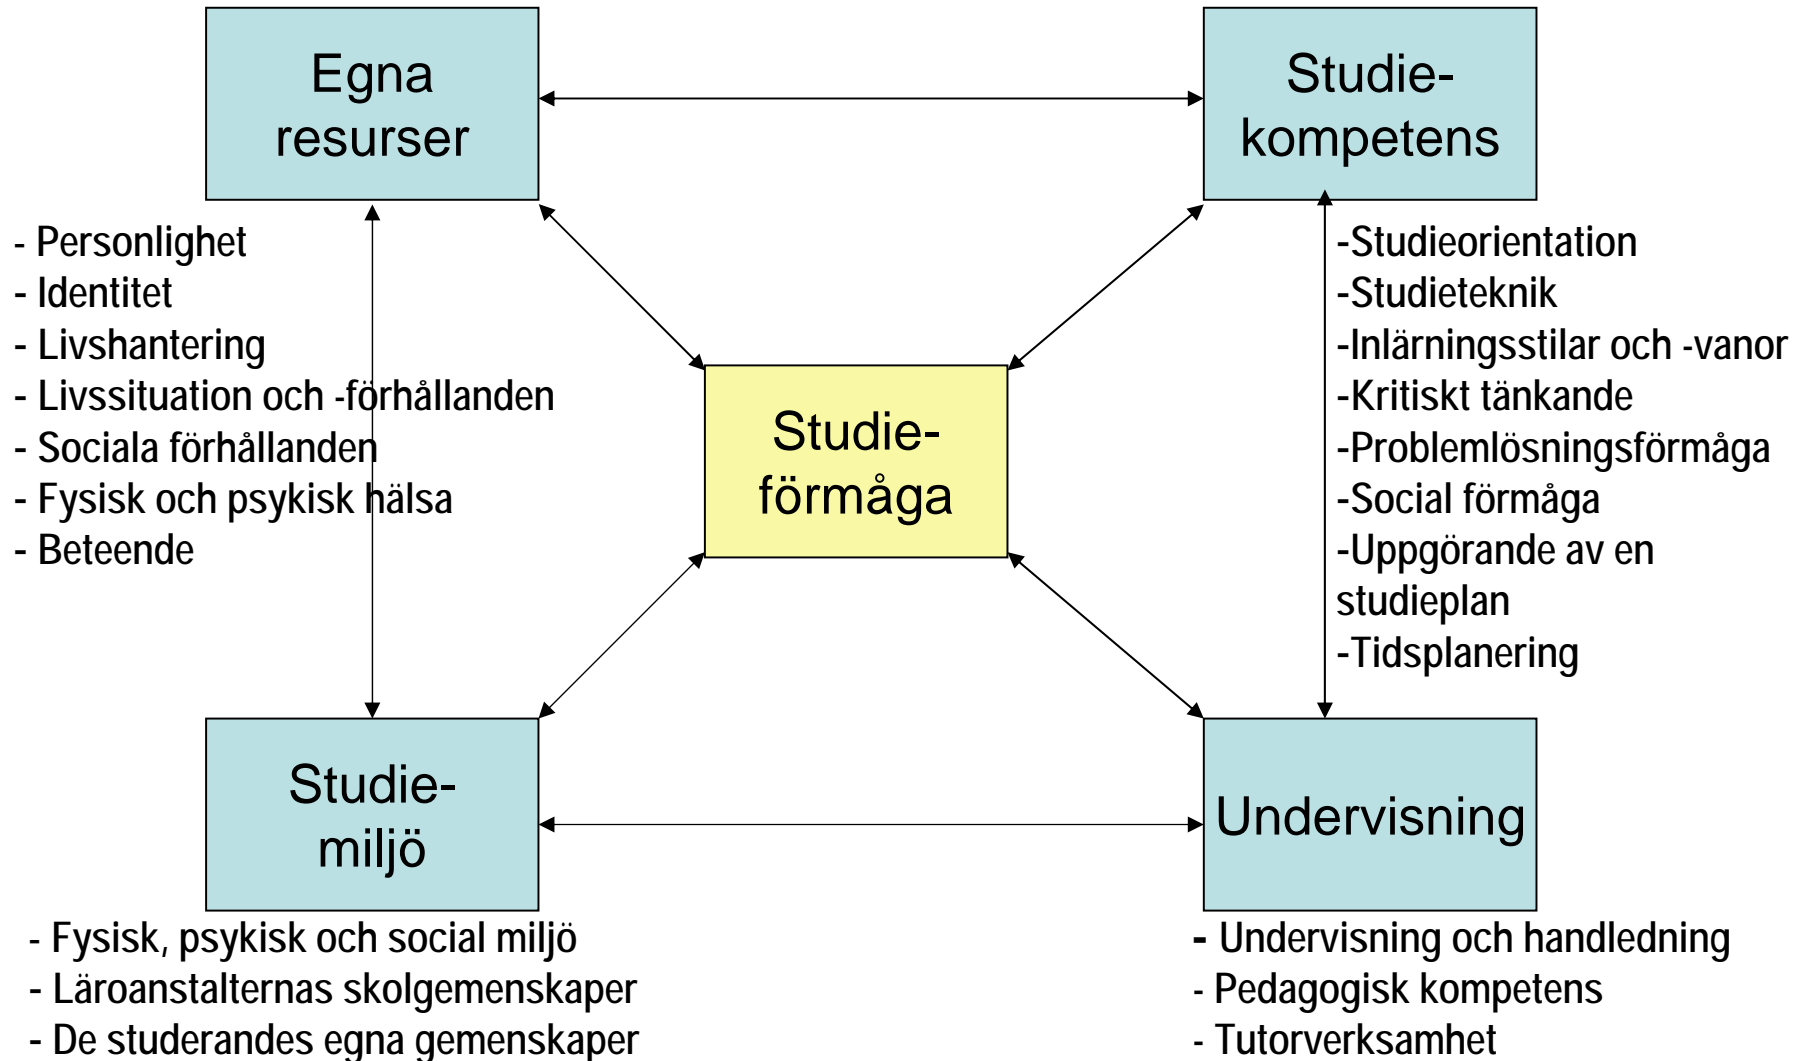 Egna
resurser
Studie-
kompetens
- Personlighet
- Identitet
- Livshantering
- Livssituation och -förhållanden
- Sociala förhållanden
- Fysisk och psykisk hälsa
- Beteende
-Studieorientation
-Studieteknik
-Inlärningsstilar och -vanor
-Kritiskt tänkande
-Problemlösningsförmåga
-Social förmåga
-Uppgörande av en
studieplan
-Tidsplanering
Studie-
förmåga
Studie-
miljö
Undervisning
- Fysisk, psykisk och social miljö
- Läroanstalternas skolgemenskaper
- De studerandes egna gemenskaper
- Undervisning och handledning
- Pedagogisk kompetens
- Tutorverksamhet